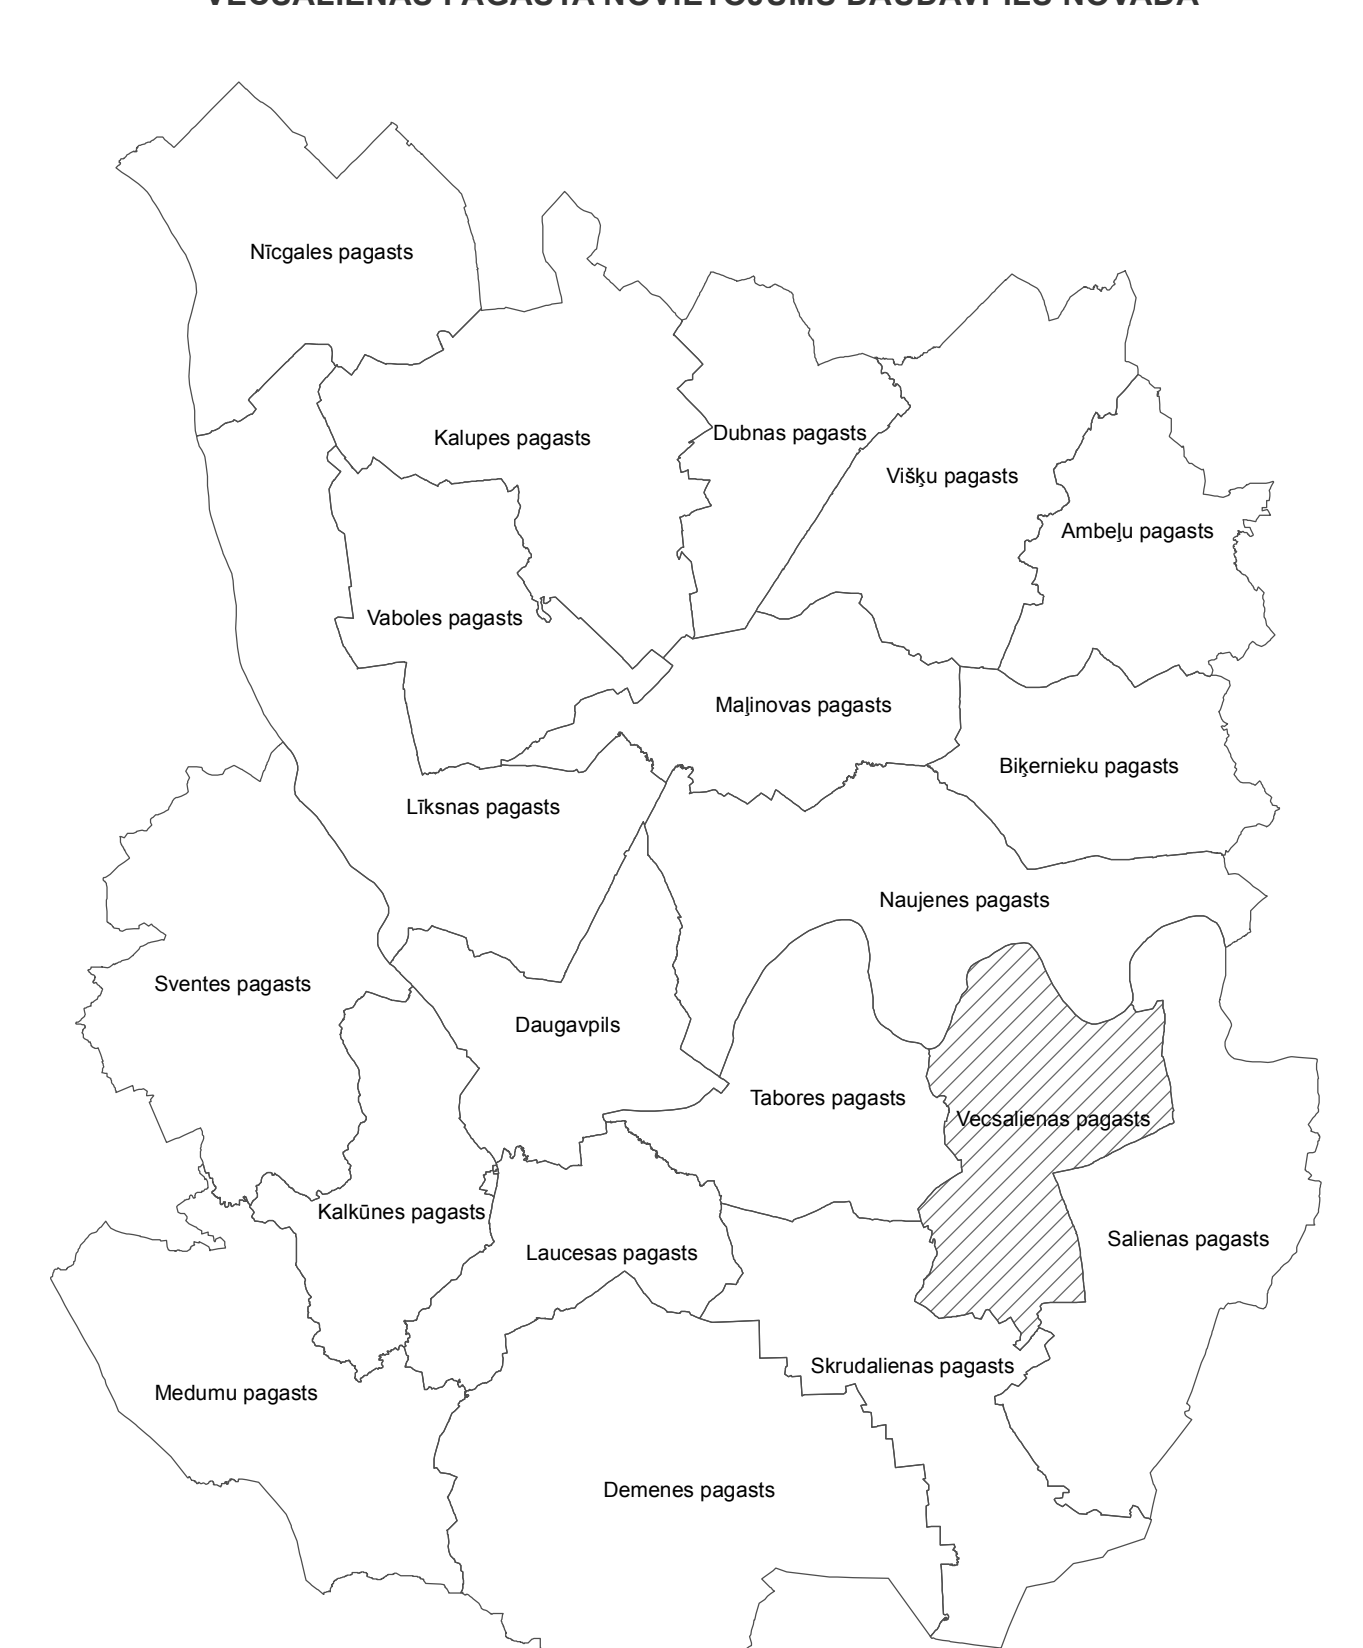 VECSALIENAS PAGASTA NOVIETOJUMS DAUGAVPILS NOVADĀ
Nīcgales pagasts
Kalupes pagasts
Dubnas pagasts
Višķu pagasts
Ambeļu pagasts
Vaboles pagasts
Maļinovas pagasts
Biķernieku pagasts
Līksnas pagasts
Naujenes pagasts
Sventes pagasts
Daugavpils
Tabores pagasts
Vecsalienas pagasts
Kalkūnes pagasts
Laucesas pagasts
Salienas pagasts
Skrudalienas pagasts
Medumu pagasts
Demenes pagasts